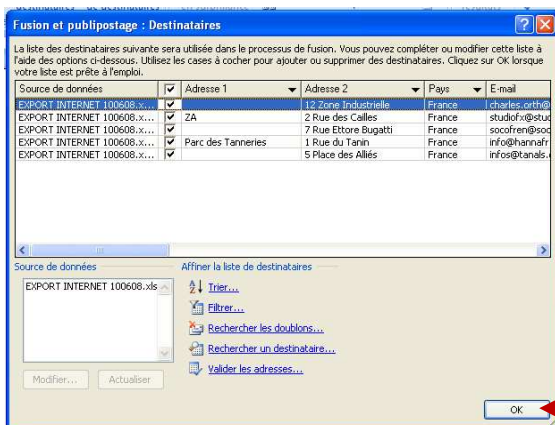 Fusion et publipostage : Destinataires
La liste des destinataires suivante sera utilisée dans le processus de fusion. Vous pouvez compléter ou modifier cette liste à
l'aide des options ci-dessous. Utilisez les cases à cocher pour ajouter ou supprimer des destinataires. Cliquez sur OK lorsque
votre liste est prête à l'emploi.
Source de données Adresse 1 Adresse 2 Pays E-mail
EXPORT INTERNET 100608.x... 12 Zone Industrielle France charles.orth@
EXPORT INTERNET 100608.x... ZA 2 Rue des Cailles France studiofx@stud
EXPORT INTERNET 100608.x... 7 Rue Ettore Bugatti France socofren@soc
EXPORT INTERNET 100608.x... Parc des Tanneries 1 Rue du Tanin France info@hannafr
EXPORT INTERNET 100608.x... 5 Place des Alliés France infos@tanals.
Source de données Affiner la liste de destinataires
EXPORT INTERNET 100608.xls
Trier...
Filtrer...
Rechercher les doublons...
Rechercher un destinataire...
Valider les adresses...
Modifier... Actualiser
OK